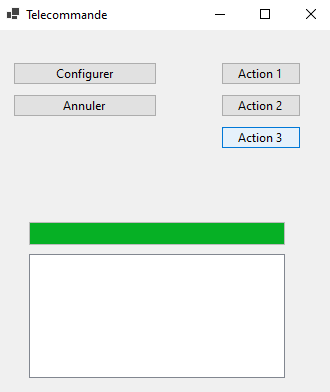 Telecommande
Configurer
Action 1
Annuler
Action 2
Action 3